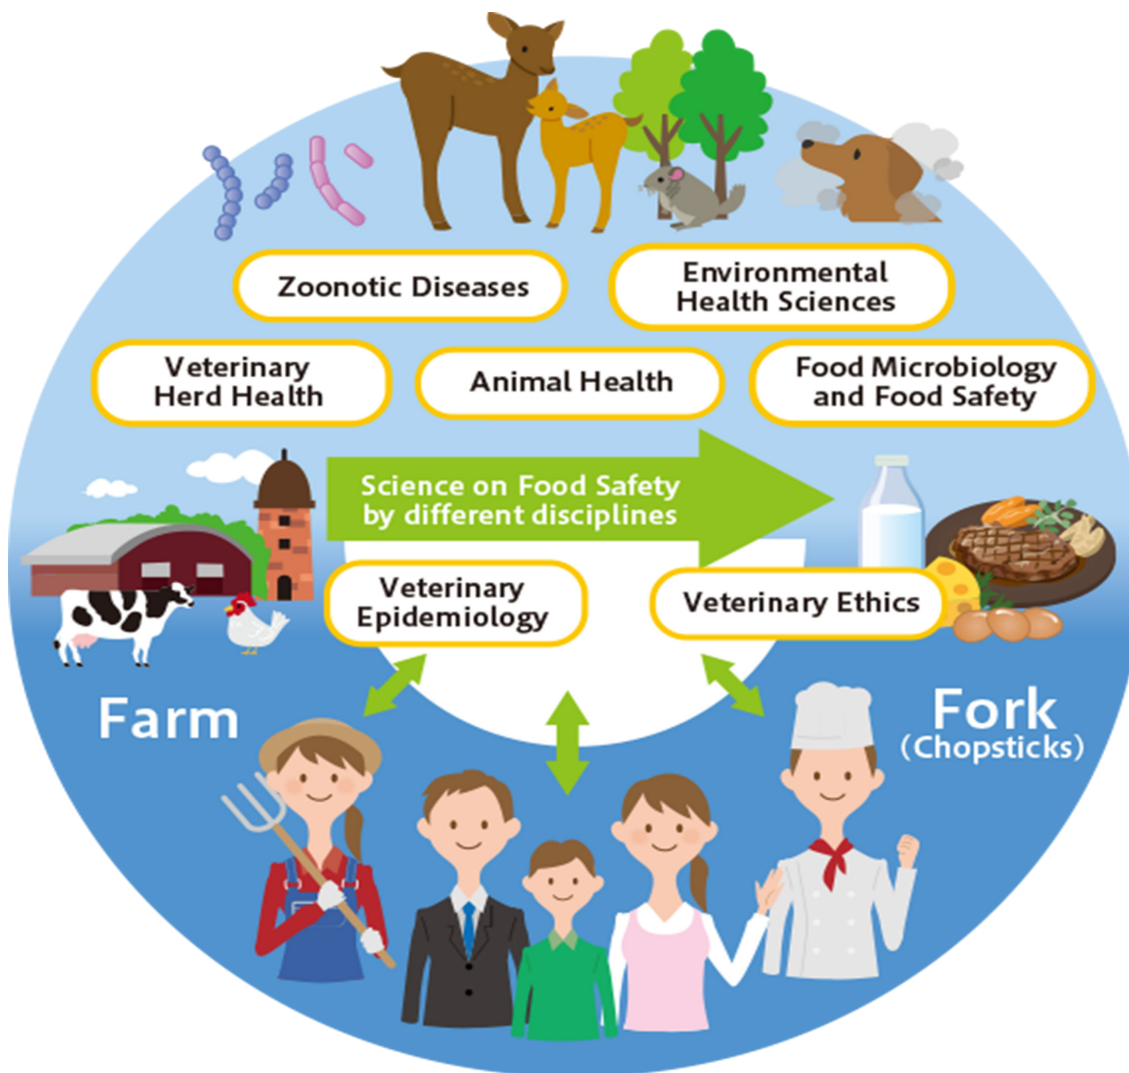 Zoonotic Diseases
Environmental
Health Sciences
Veterinary
Herd Health
Animal Health
Food Microbiology
and Food Safety
Science on Food Safety
by different disciplines
Veterinary
Epidemiology
Veterinary Ethics
Farm
Fork
(Chopsticks)